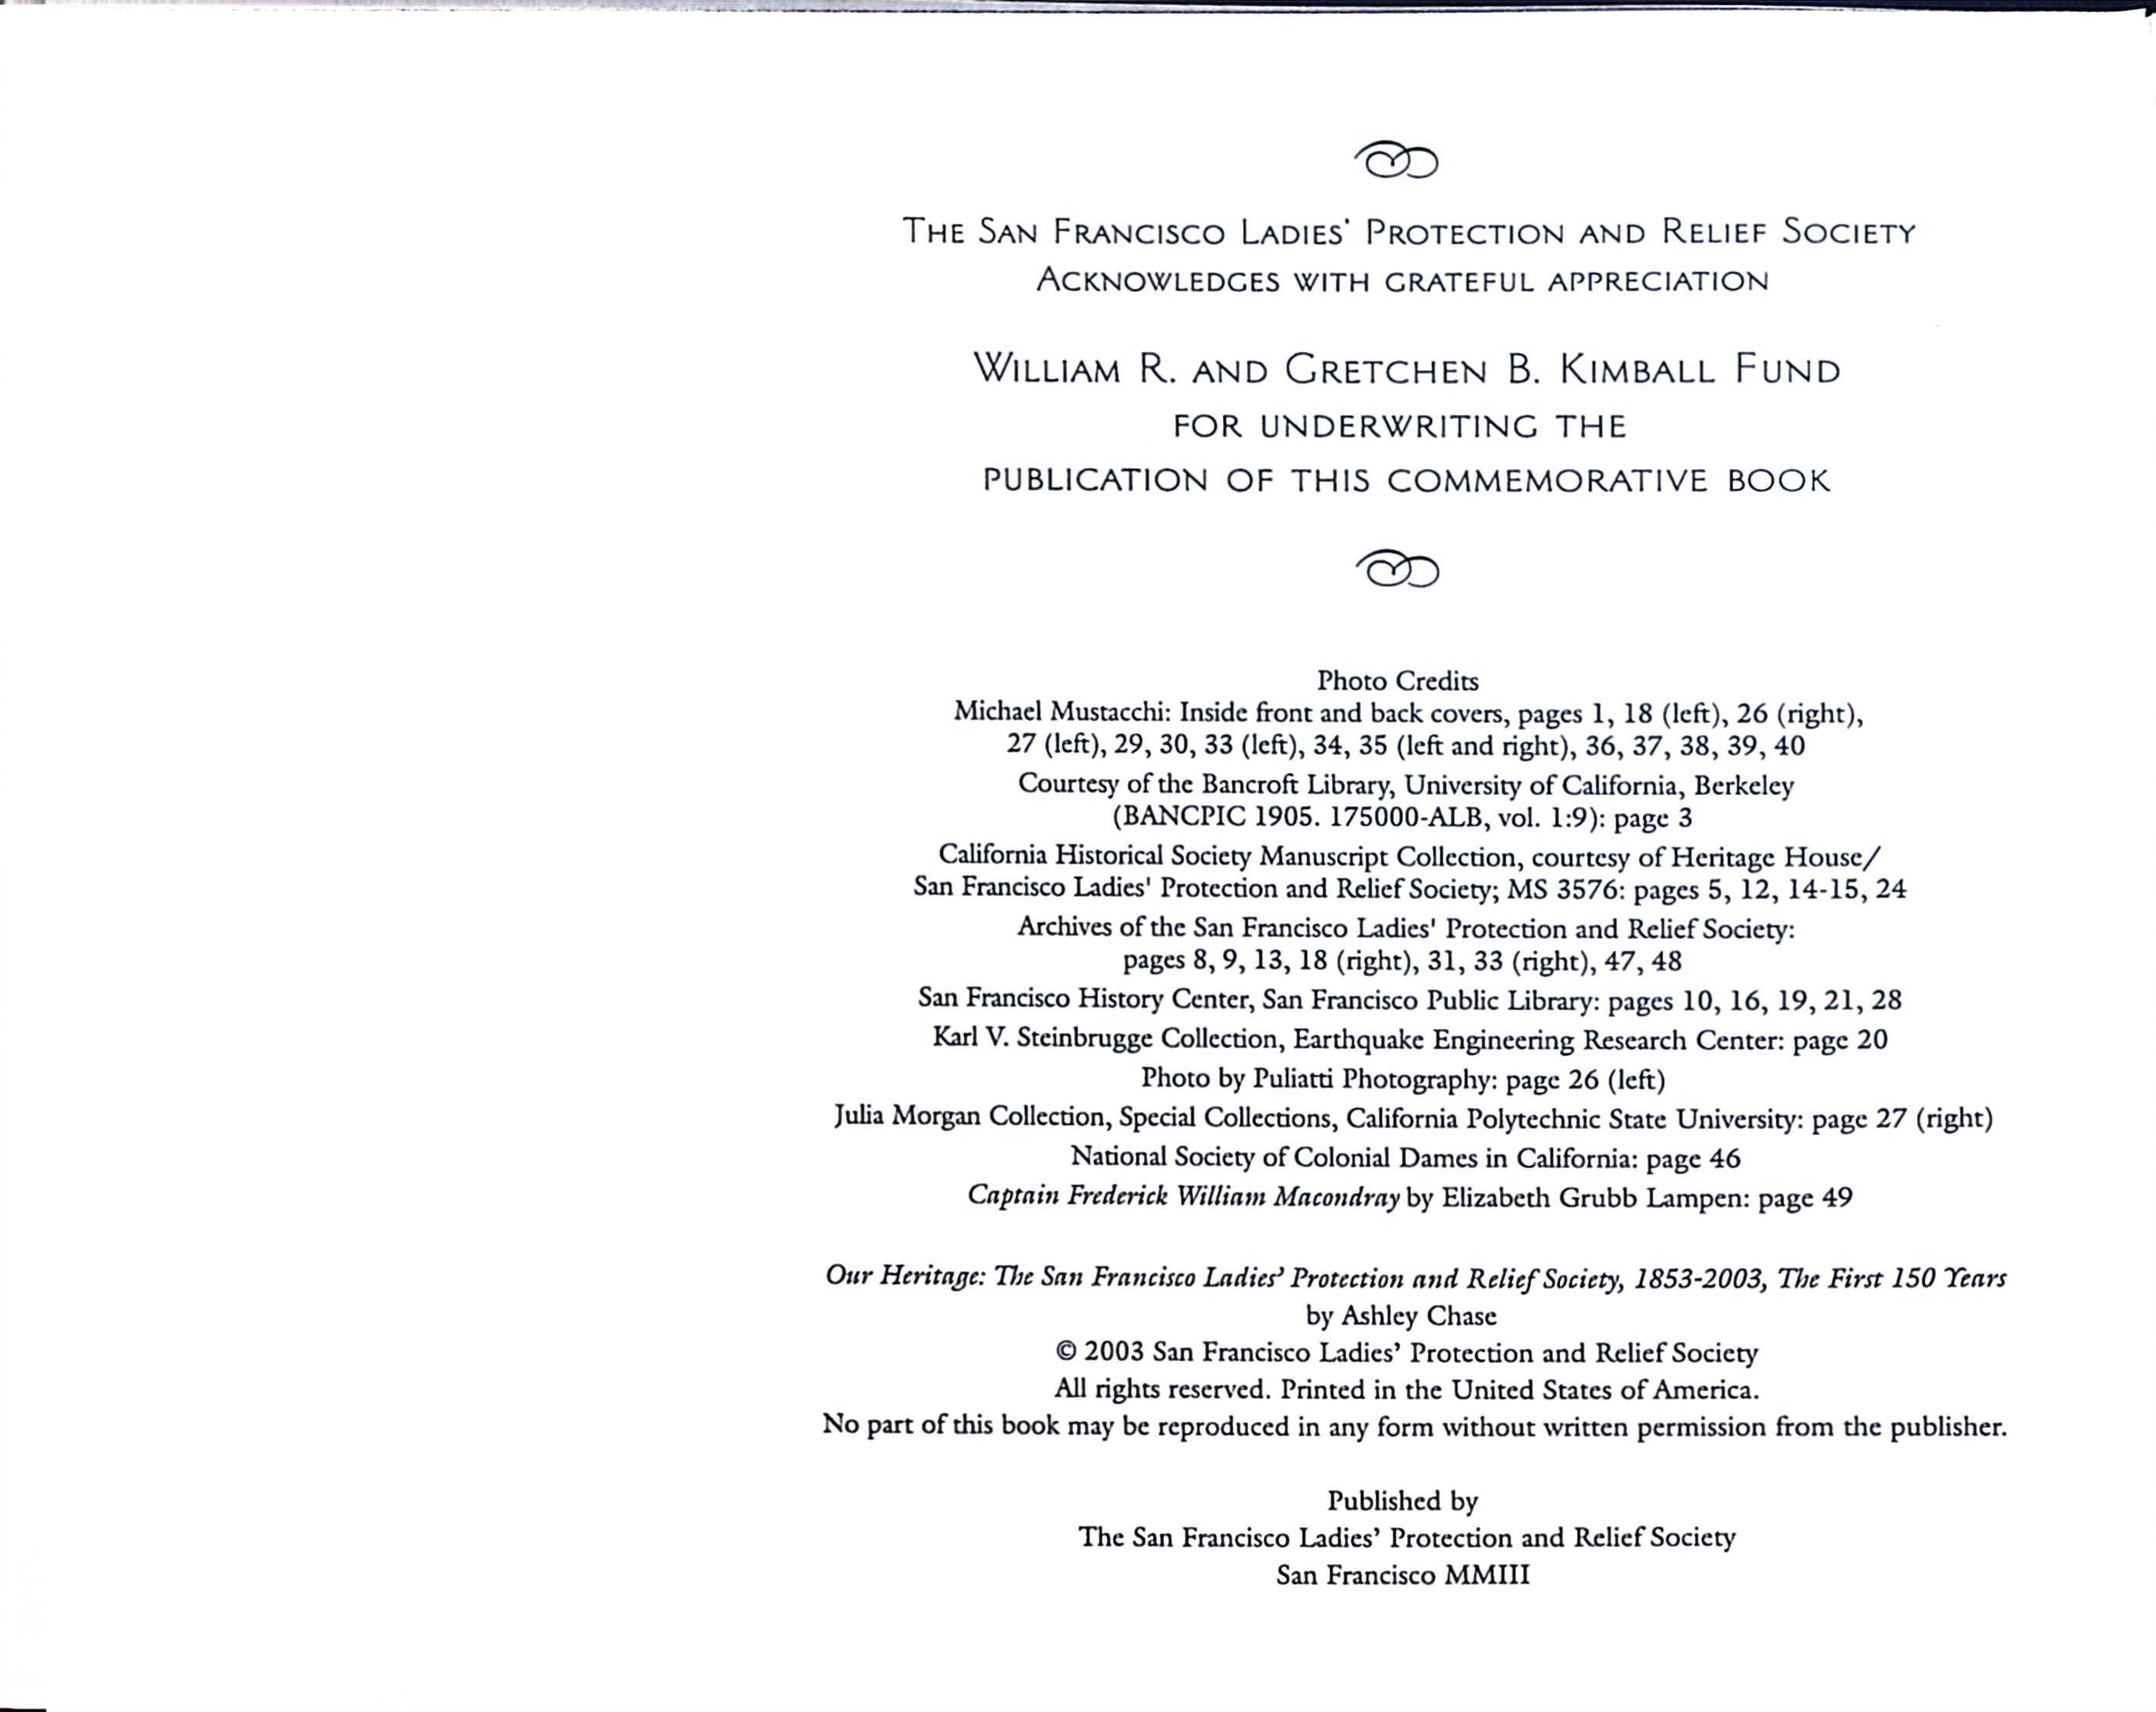 The San Francisco Ladies' Protection and Relief Society
Acknowledges with grateful appreciation
William R. and Gretchen B. Kimball Fund
for underwriting the
publication of this commemorative book
Photo Credits
Michael Mustacchi: Inside front and back covers, pages 1, 18 (left), 26 (right),
27 (left), 29, 30, 33 (left), 34, 35 (left and right), 36, 37, 38, 39, 40
Courtesy of the Bancroft Library, University of California, Berkeley
(BANCPIC 1905. 175000-ALB, vol. 1:9): page 3
California Historical Society Manuscript Collection, courtesy of Heritage House/
San Francisco Ladies' Protection and Relief Society; MS 3576: pages 5, 12, 14-15, 24
Archives of the San Francisco Ladies' Protection and Relief Society:
pages 8, 9, 13, 18 (right), 31, 33 (right), 47, 48
San Francisco History Center, San Francisco Public Library: pages 10, 16, 19, 21, 28
Karl V. Steinbrugge Collection, Earthquake Engineering Research Center: page 20
Photo by Puliatti Photography: page 26 (left)
Julia Morgan Collection, Special Collections, California Polytechnic State University: page 27 (right)
National Society of Colonial Dames in California: page 46
Captain Frederick William Macondray by Elizabeth Grubb Lampen: page 49
Our Heritage: The San Francisco Ladies’ Protection and Relief Society, 1853-2003, The First 150 Years
by Ashley Chase
© 2003 San Francisco Ladies’ Protection and Relief Society
All rights reserved. Printed in the United States of America.
No part of this book may be reproduced in any form without written permission from the publisher.
Published by
The San Francisco Ladies’ Protection and Relief Society
San Francisco MMIII